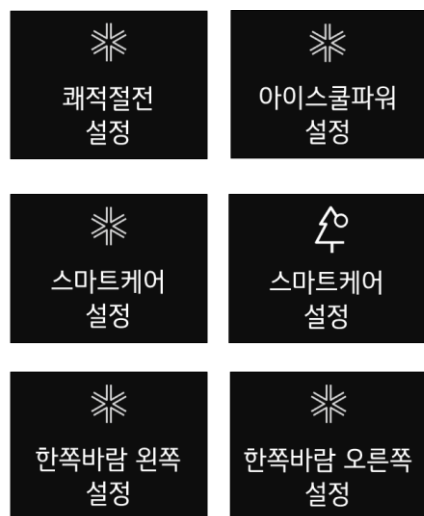 쾌적절전
설정
아이스쿨파워
설정
스마트케어
설정
스마트케어
설정
한쪽바람 왼쪽
설정
한쪽바람 오른쪽
설정